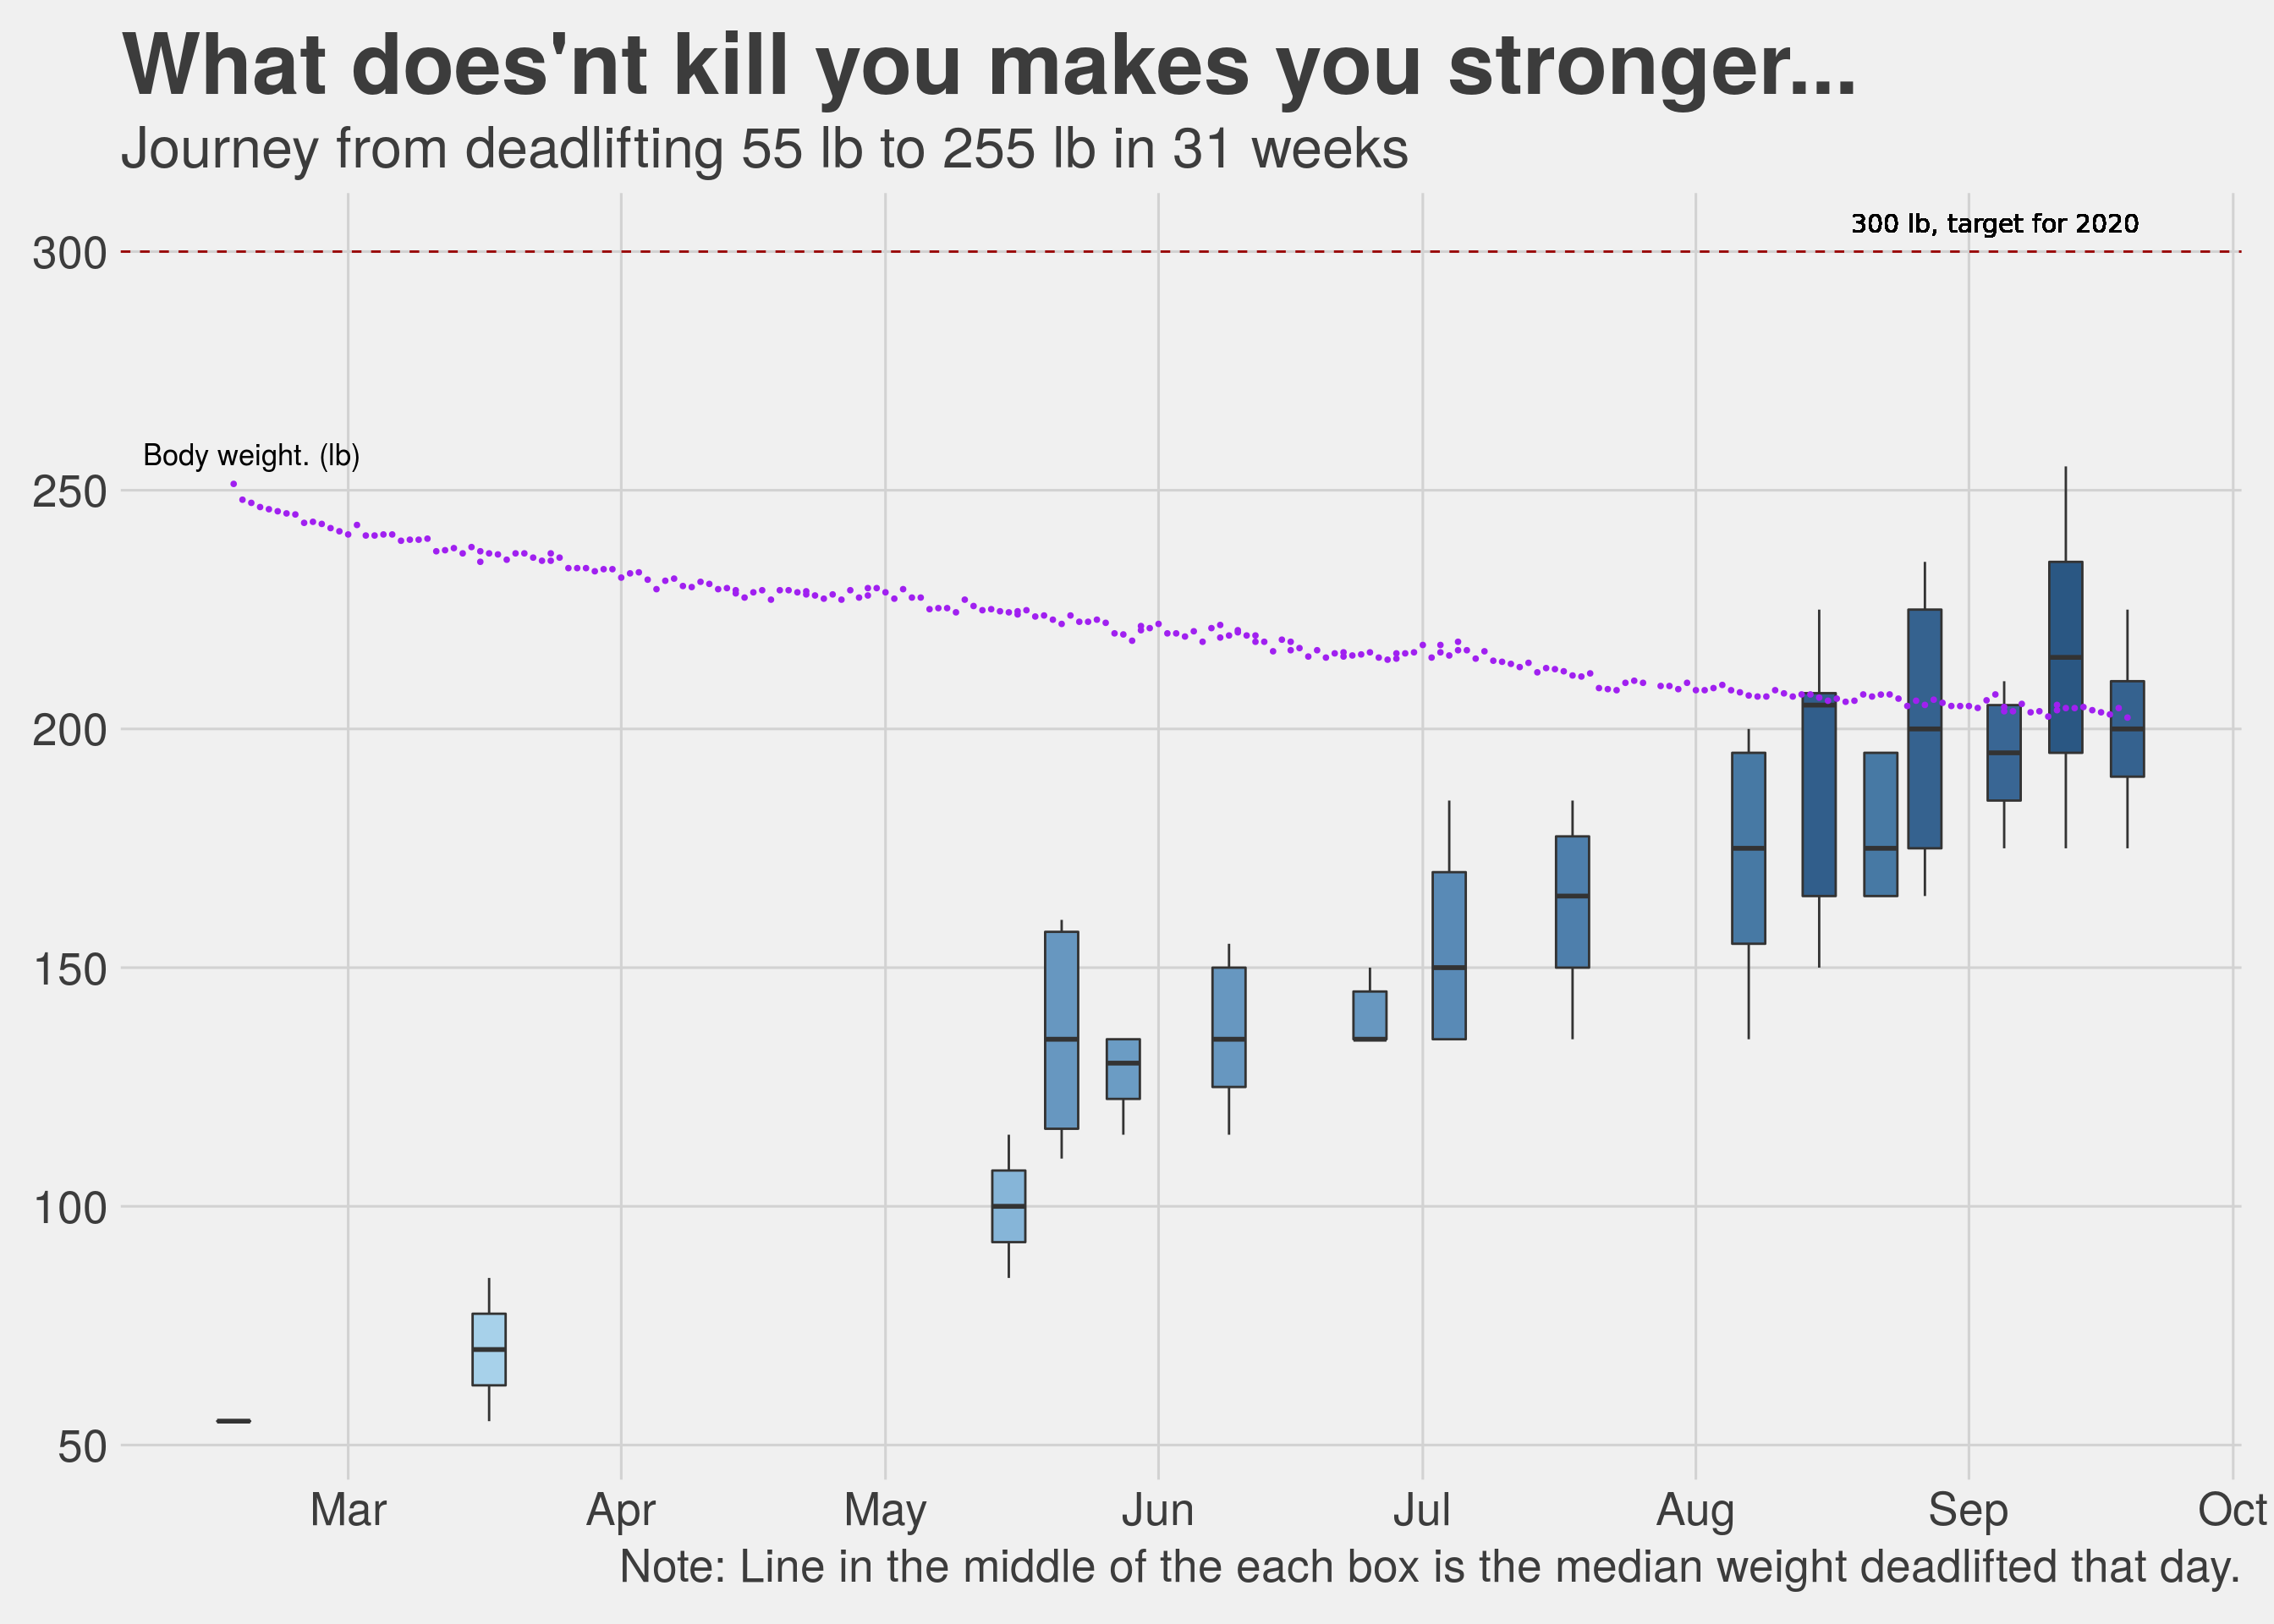 What does'nt kill you makes you stronger...
Journey from deadlifting 55 lb to 255 lb in 31 weeks
300 lb, target for 2020
300
Body weight. (lb)
250
200
150
100
50
Mar Apr May Jun Jul Aug Sep Oct
Note: Line in the middle of the each box is the median weight deadlifted that day.